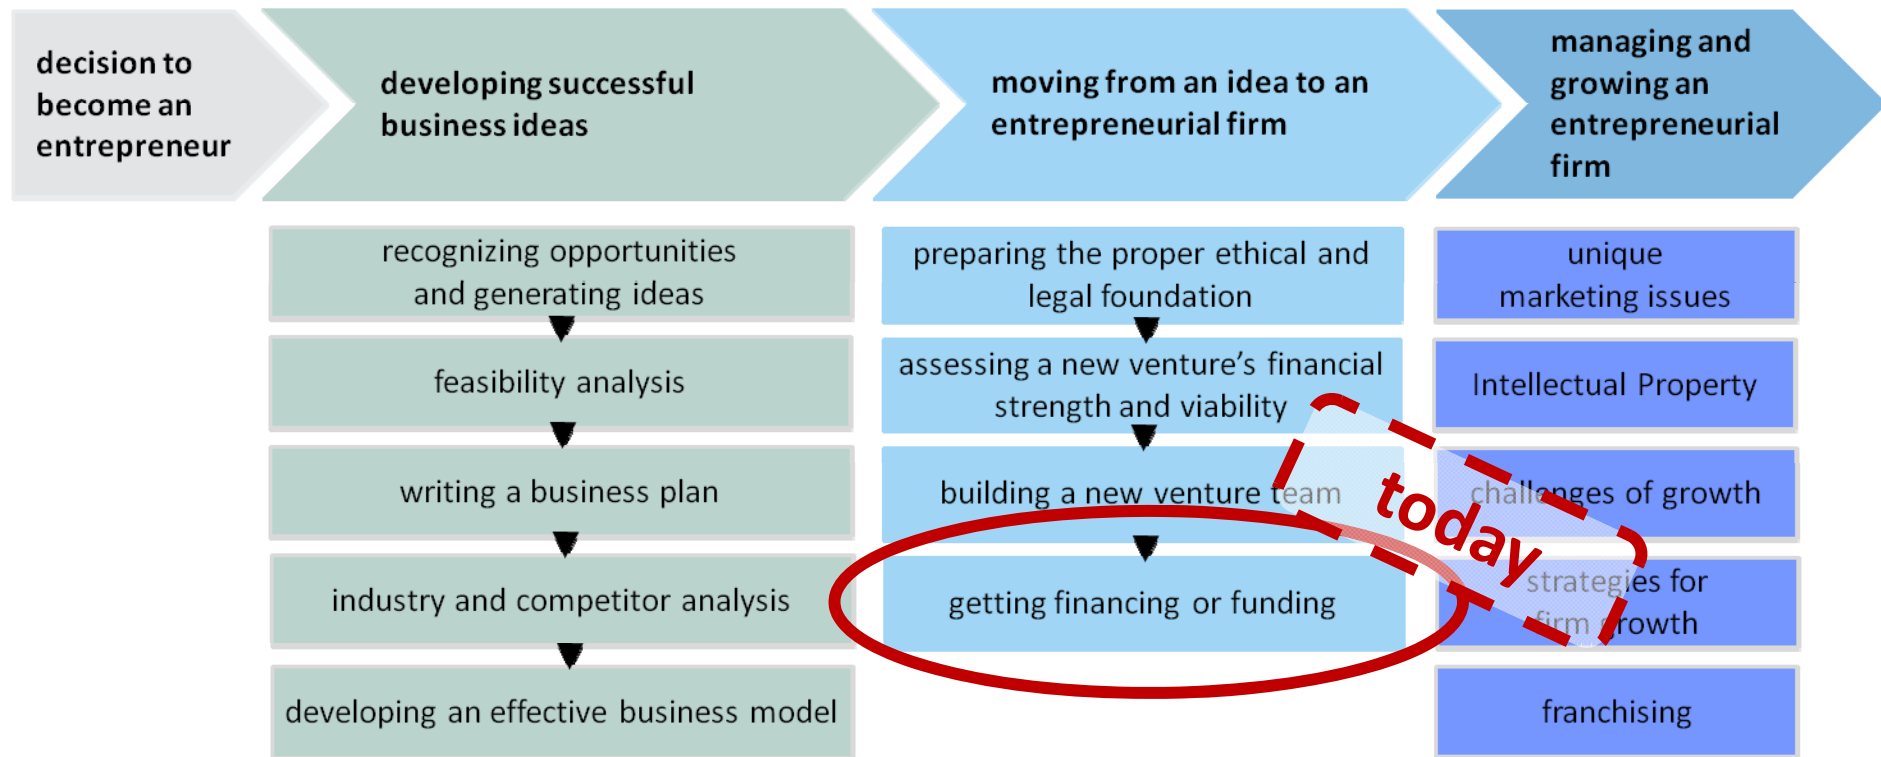 decision to
become an
entrepreneur
developing successful
business ideas
moving from an idea to an
entrepreneurial firm
managing and
growing an
entrepreneurial
firm
recognizing opportunities
and generating ideas
feasibility analysis
writing a business plan
industry and competitor analysis
developing an effective business model
preparing the proper ethical and
legal foundation
assessing a new venture’s financial
strength and viability
building a new venture team
getting financing or funding
unique
marketing issues
Intellectual Property
challenges of growth
strategies for
firm growth
franchising
today